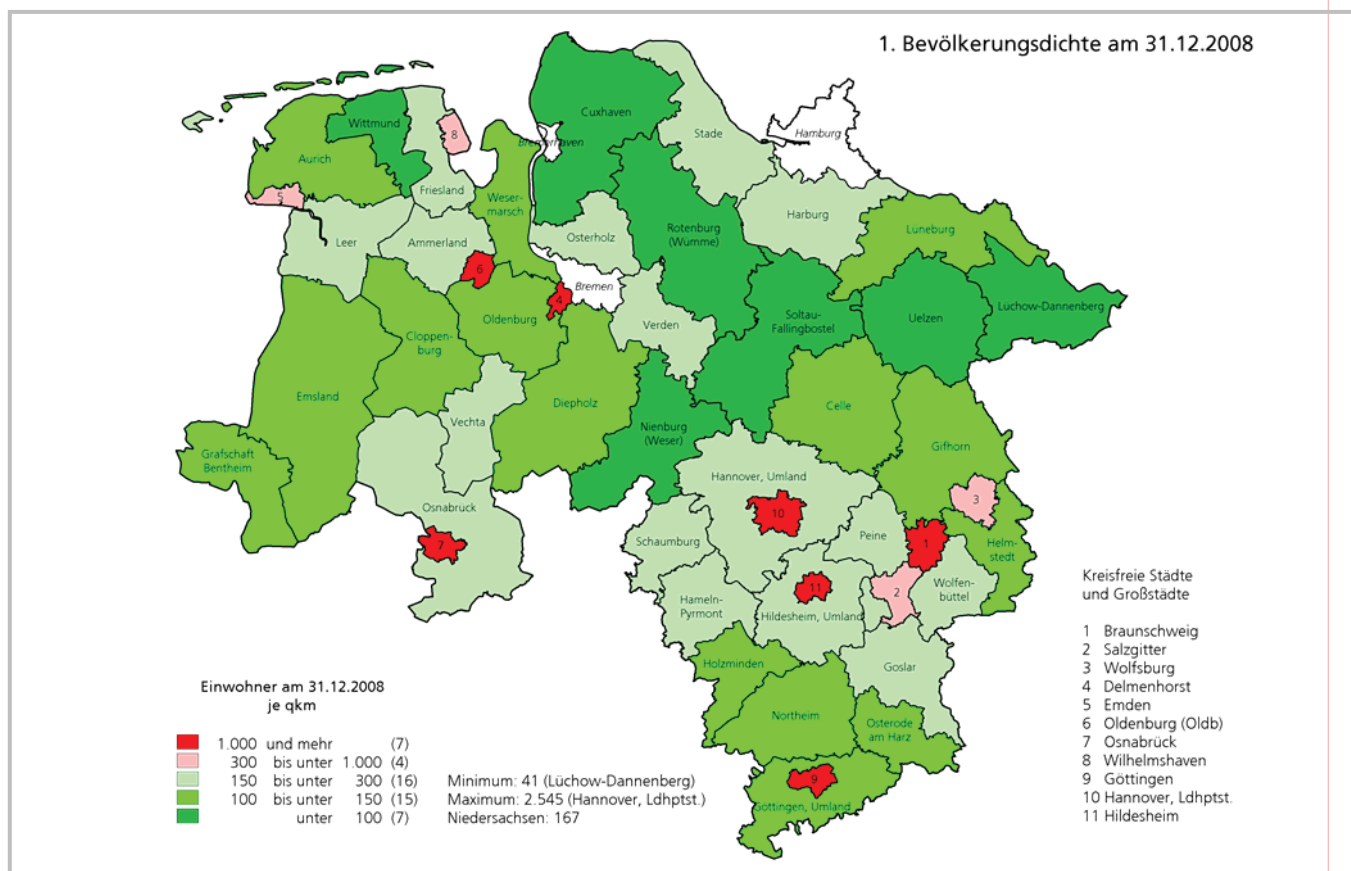 1. Bevölkerungsdichte am 31.12.2008
Cuxhaven
Wittmund
8
Stade
Hamburg
Bremerhaven
Aurich
Friesland
5
Weser-
marsch
Harburg
Rotenburg
(Wümme)
Lüneburg
Osterholz
Leer
Ammerland
6
Bremen
4
Lüchow-Dannenberg
Soltau-
Fallingbostel
Uelzen
Oldenburg
Verden
Cloppen-
burg
Emsland
Diepholz
Celle
Vechta
Nienburg
(Weser)
Gifhorn
Grafschaft
Bentheim
Hannover, Umland
3
Osnabrück
10
7
Schaumburg
Peine
1
Helm-
stedt
11
2
Wolfen-
büttel
Hameln-
Pyrmont
Hildesheim, Umland
Holzminden
Goslar
Northeim
Osterode
am Harz
9
Göttingen, Umland
Kreisfreie Städte
und Großstädte
1 Braunschweig
2 Salzgitter
3 Wolfsburg
4 Delmenhorst
5 Emden
6 Oldenburg (Oldb)
7 Osnabrück
8 Wilhelmshaven
9 Göttingen
10 Hannover, Ldhptst.
11 Hildesheim
Einwohner am 31.12.2008
je qkm
1.000 und mehr (7)
300 bis unter 1.000 (4)
150 bis unter 300 (16) Minimum: 41 (Lüchow-Dannenberg)
100 bis unter 150 (15) Maximum: 2.545 (Hannover, Ldhptst.)
unter 100 (7) Niedersachsen: 167